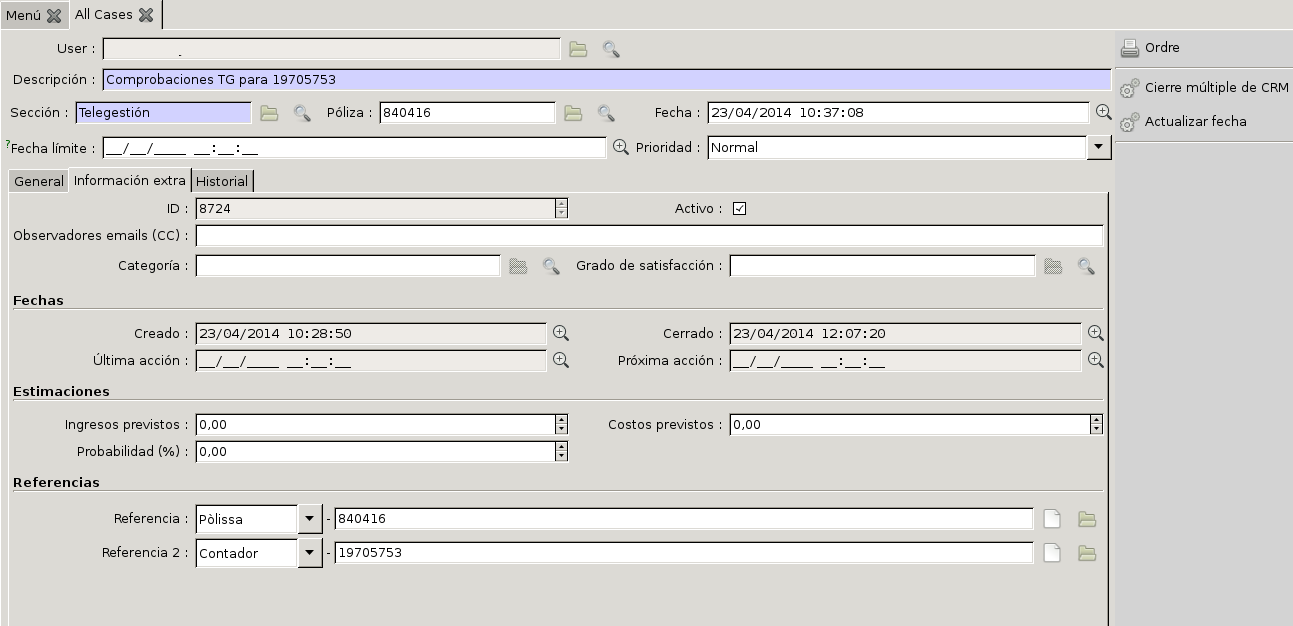 Menú All Cases
User :
Descripción : Comprobaciones TG para 19705753
Sección : Telegestión Póliza : 840416 Fecha : 23/04/2014 10:37:08
?Fecha límite : __/__/____ __:__:__ Prioridad : Normal
General Información extra Historial
ID : 8724 Activo :
Observadores emails (CC) :
Categoría : Grado de satisfacción :
Fechas
Creado : 23/04/2014 10:28:50 Cerrado : 23/04/2014 12:07:20
Última acción : __/__/____ __:__:__ Próxima acción : __/__/____ __:__:__
Estimaciones
Ingresos previstos : 0,00 Costos previstos : 0,00
Probabilidad (%) : 0,00
Referencias
Referencia : Pòlissa - 840416
Referencia 2 : Contador - 19705753
Ordre
Cierre múltiple de CRM
Actualizar fecha